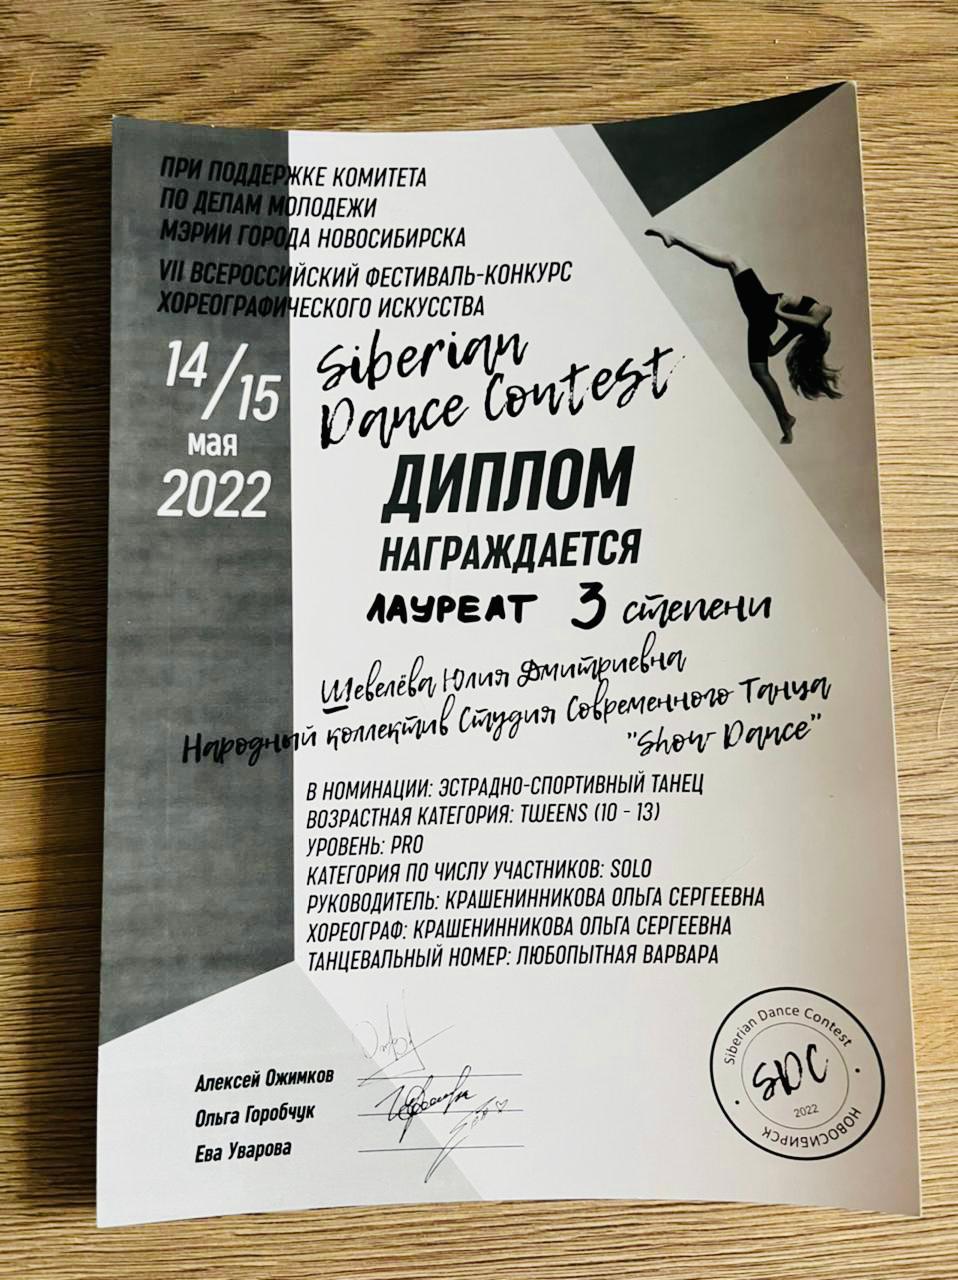 ПРИ ПОДДЕРЖКЕ КОМИТЕТА
ПО ДЕЛАМ МОЛОДЕЖИ
МЭРИИ ГОРОДА НОВОСИБИРСКА
VII ВСЕРОССИЙСКИЙ ФЕСТИВАЛЬ-КОНКУРС
ХОРЕОГРАФИЧЕСКОГО ИСКУССТВА
14/15
мая
2022
Siberian
Dance Contest
ДИПЛОМ
НАГРАЖДАЕТСЯ
ЛАУРЕАТ 3 степени
Шевелёва Юлия Дмитриевна
Народный коллектив Студия Современного Танца
"Show Dance"
В НОМИНАЦИИ: ЭСТРАДНО-СПОРТИВНЫЙ ТАНЕЦ
ВОЗРАСТНАЯ КАТЕГОРИЯ: TWEENS (10 - 13)
УРОВЕНЬ: PRO
КАТЕГОРИЯ ПО ЧИСЛУ УЧАСТНИКОВ: SOLO
РУКОВОДИТЕЛЬ: КРАШЕНИННИКОВА ОЛЬГА СЕРГЕЕВНА
ХОРЕОГРАФ: КРАШЕНИННИКОВА ОЛЬГА СЕРГЕЕВНА
ТАНЦЕВАЛЬНЫЙ НОМЕР: ЛЮБОПЫТНАЯ ВАРВАРА
Алексей Ожимков
Ольга Горобчук
Ева Уварова
Siberian Dance Contest
SDC
2022
НОВОСИБИРСК